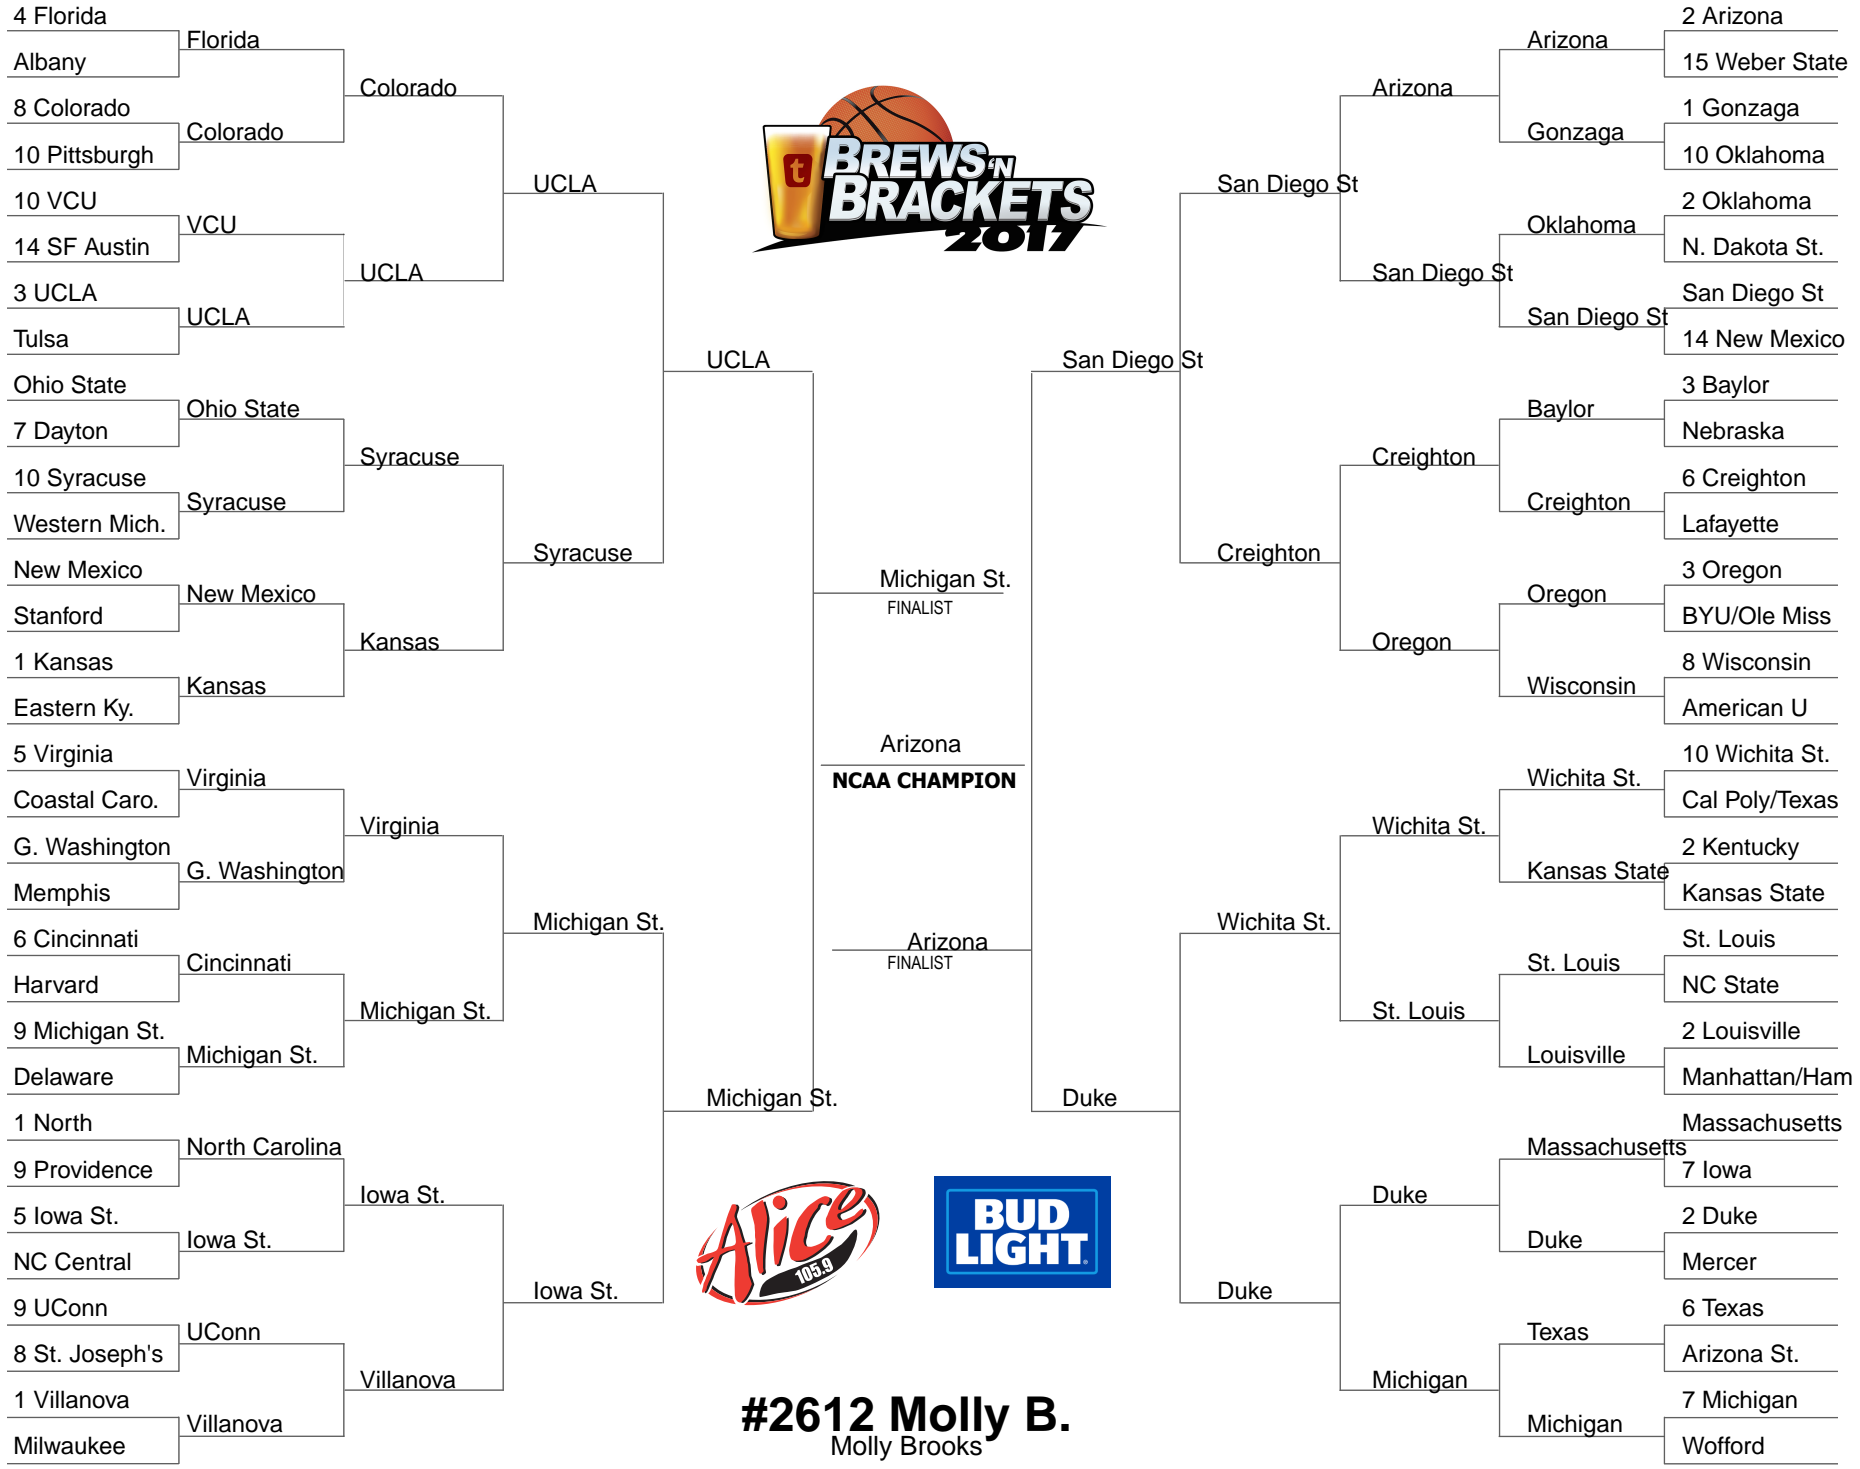 4 Florida
Albany
8 Colorado
10 Pittsburgh
10 VCU
14 SF Austin
3 UCLA
Tulsa
Ohio State
7 Dayton
10 Syracuse
Western Mich.
New Mexico
Stanford
1 Kansas
Eastern Ky.
5 Virginia
Coastal Caro.
G. Washington
Memphis
6 Cincinnati
Harvard
9 Michigan St.
Delaware
1 North
9 Providence
5 Iowa St.
NC Central
9 UConn
8 St. Joseph's
1 Villanova
Milwaukee
Florida
Colorado
VCU
UCLA
Ohio State
Syracuse
New Mexico
Kansas
Virginia
G. Washington
Cincinnati
Michigan St.
North Carolina
Iowa St.
UConn
Villanova
Colorado
UCLA
Syracuse
Kansas
Virginia
Michigan St.
Iowa St.
Villanova
UCLA
Syracuse
Michigan St.
Iowa St.
UCLA
Michigan St.
t
BREWS 'N
BRACKETS
2017
Michigan St.
FINALIST
Arizona
NCAA CHAMPION
Arizona
FINALIST
Alice
105.9
BUD
LIGHT
#2612 Molly B.
Molly Brooks
San Diego St
Duke
San Diego St
Creighton
Wichita St.
Duke
Arizona
San Diego St
Creighton
Oregon
Wichita St.
St. Louis
Duke
Michigan
Arizona
Gonzaga
Oklahoma
San Diego St
Baylor
Creighton
Oregon
Wisconsin
Wichita St.
Kansas State
St. Louis
Louisville
Massachusetts
Duke
Texas
Michigan
2 Arizona
15 Weber State
1 Gonzaga
10 Oklahoma
2 Oklahoma
N. Dakota St.
San Diego St
14 New Mexico
3 Baylor
Nebraska
6 Creighton
Lafayette
3 Oregon
BYU/Ole Miss
8 Wisconsin
American U
10 Wichita St.
Cal Poly/Texas
2 Kentucky
Kansas State
St. Louis
NC State
2 Louisville
Manhattan/Ham
Massachusetts
7 Iowa
2 Duke
Mercer
6 Texas
Arizona St.
7 Michigan
Wofford